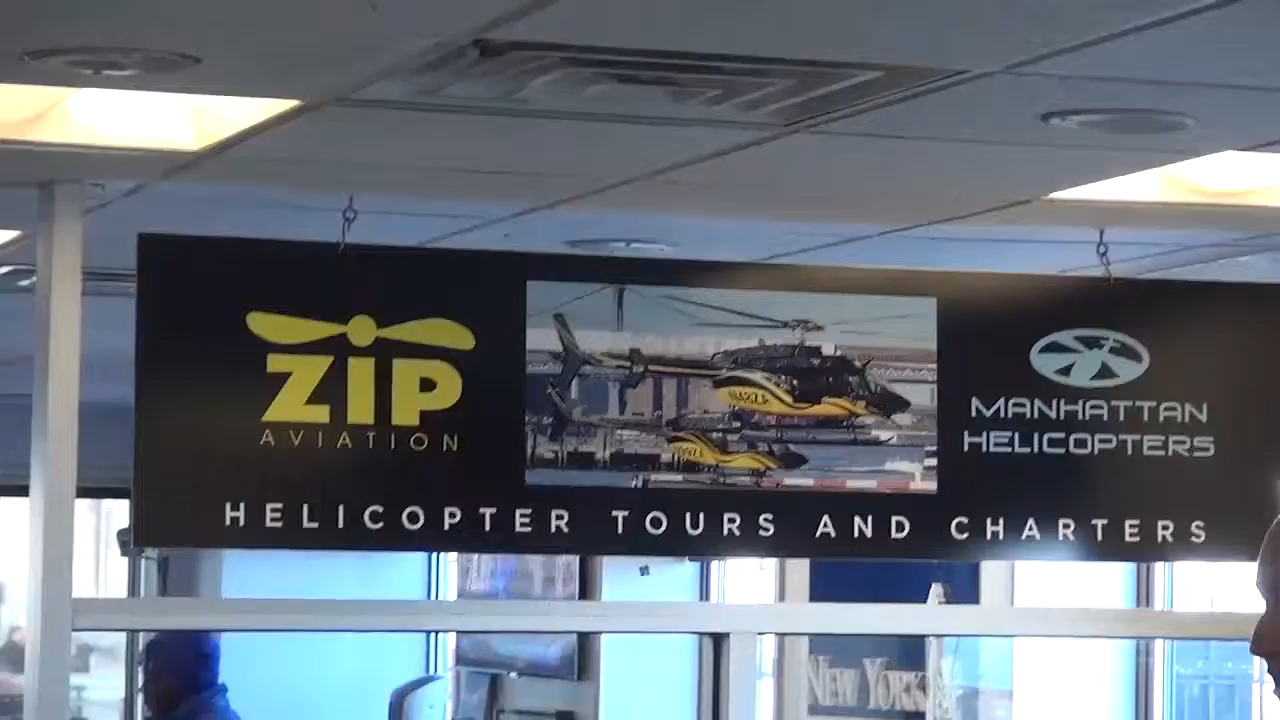 ZIP
AVIATION
MANHATTAN
HELICOPTERS
HELICOPTER TOURS AND CHARTERS
NEW YORK